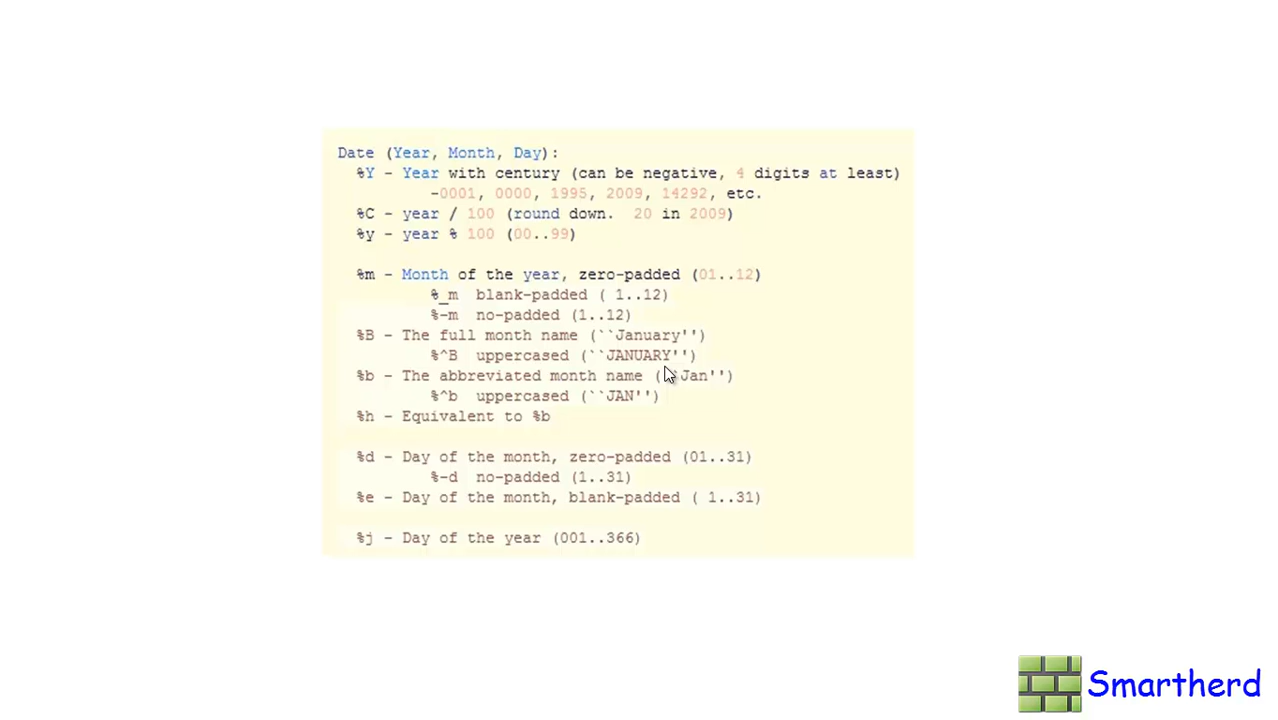 Date (Year, Month, Day):
%Y - Year with century (can be negative, 4 digits at least)
-0001, 0000, 1995, 2009, 14292, etc.
%C - year / 100 (round down.  20 in 2009)
%y - year % 100 (00..99)
%m - Month of the year, zero-padded (01..12)
%_m  blank-padded ( 1..12)
%-m  no-padded (1..12)
%B - The full month name (``January'')
%^B  uppercased (``JANUARY'')
%b - The abbreviated month name (``Jan'')
%^b  uppercased (``JAN'')
%h - Equivalent to %b
%d - Day of the month, zero-padded (01..31)
%-d  no-padded (1..31)
%e - Day of the month, blank-padded ( 1..31)
%j - Day of the year (001..366)
Smartherd